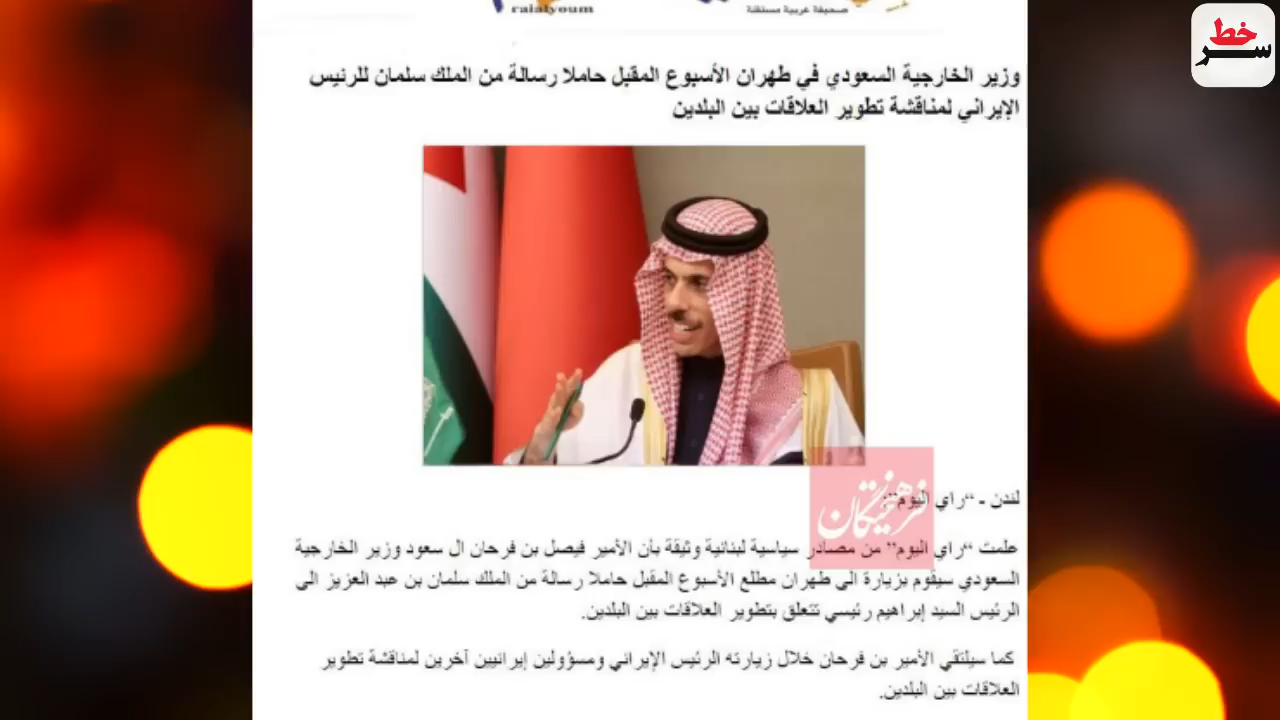 raialyoum
صحيفة عربية مستقلة
خط
سر
وزير الخارجية السعودي في طهران الأسبوع المقبل حاملا رسالة من الملك سلمان للرئيس
الإيراني لمناقشة تطوير العلاقات بين البلدين
لندن ـ “راي اليوم”:
فرهیختگان
علمت “راي اليوم” من مصادر سياسية لبنانية وثيقة بأن الأمير فيصل بن فرحان ال سعود وزير الخارجية
السعودي سيقوم بزيارة الى طهران مطلع الأسبوع المقبل حاملا رسالة من الملك سلمان بن عبد العزيز الى
الرئيس السيد إبراهيم رئيسي تتعلق بتطوير العلاقات بين البلدين.
كما سيلتقي الأمير بن فرحان خلال زيارته الرئيس الإيراني ومسؤولين إيرانيين آخرين لمناقشة تطوير
العلاقات بين البلدين.